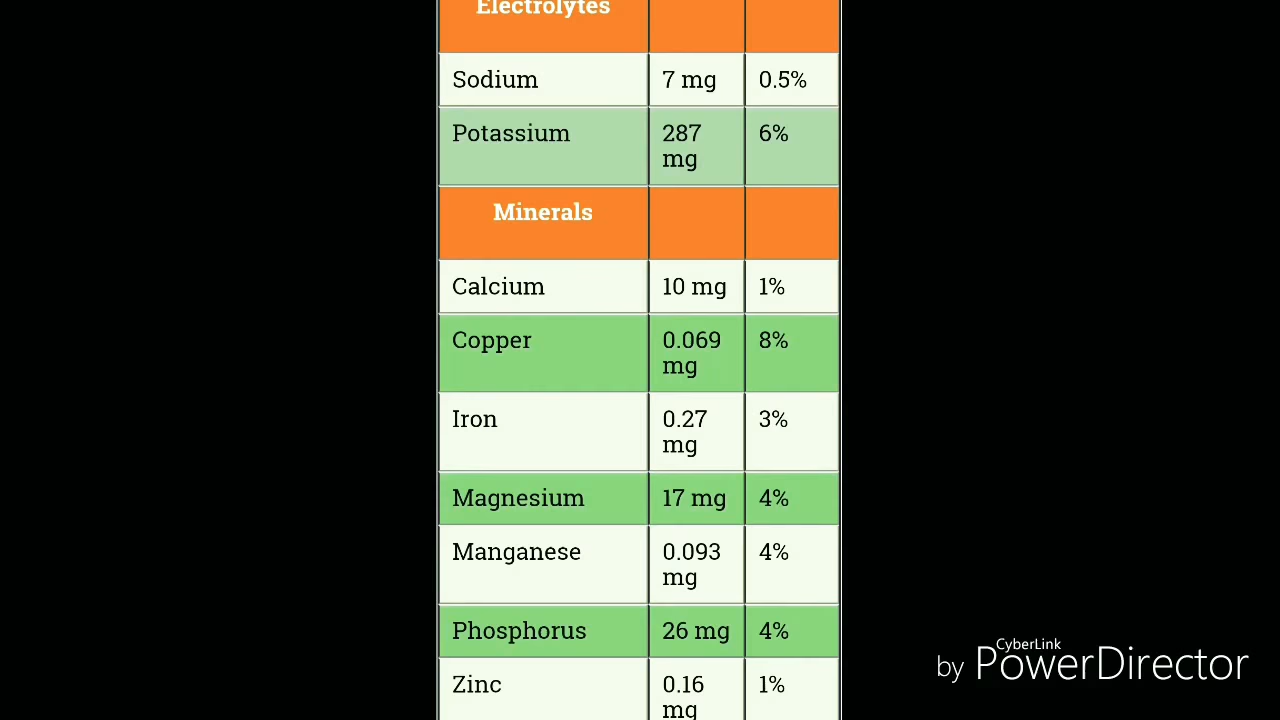 Electrolytes
Sodium 7 mg 0.5%
Potassium 287 mg 6%
Minerals
Calcium 10 mg 1%
Copper 0.069 mg 8%
Iron 0.27 mg 3%
Magnesium 17 mg 4%
Manganese 0.093 mg 4%
Phosphorus 26 mg 4%
Zinc 0.16 mg 1%
CyberLink
by PowerDirector